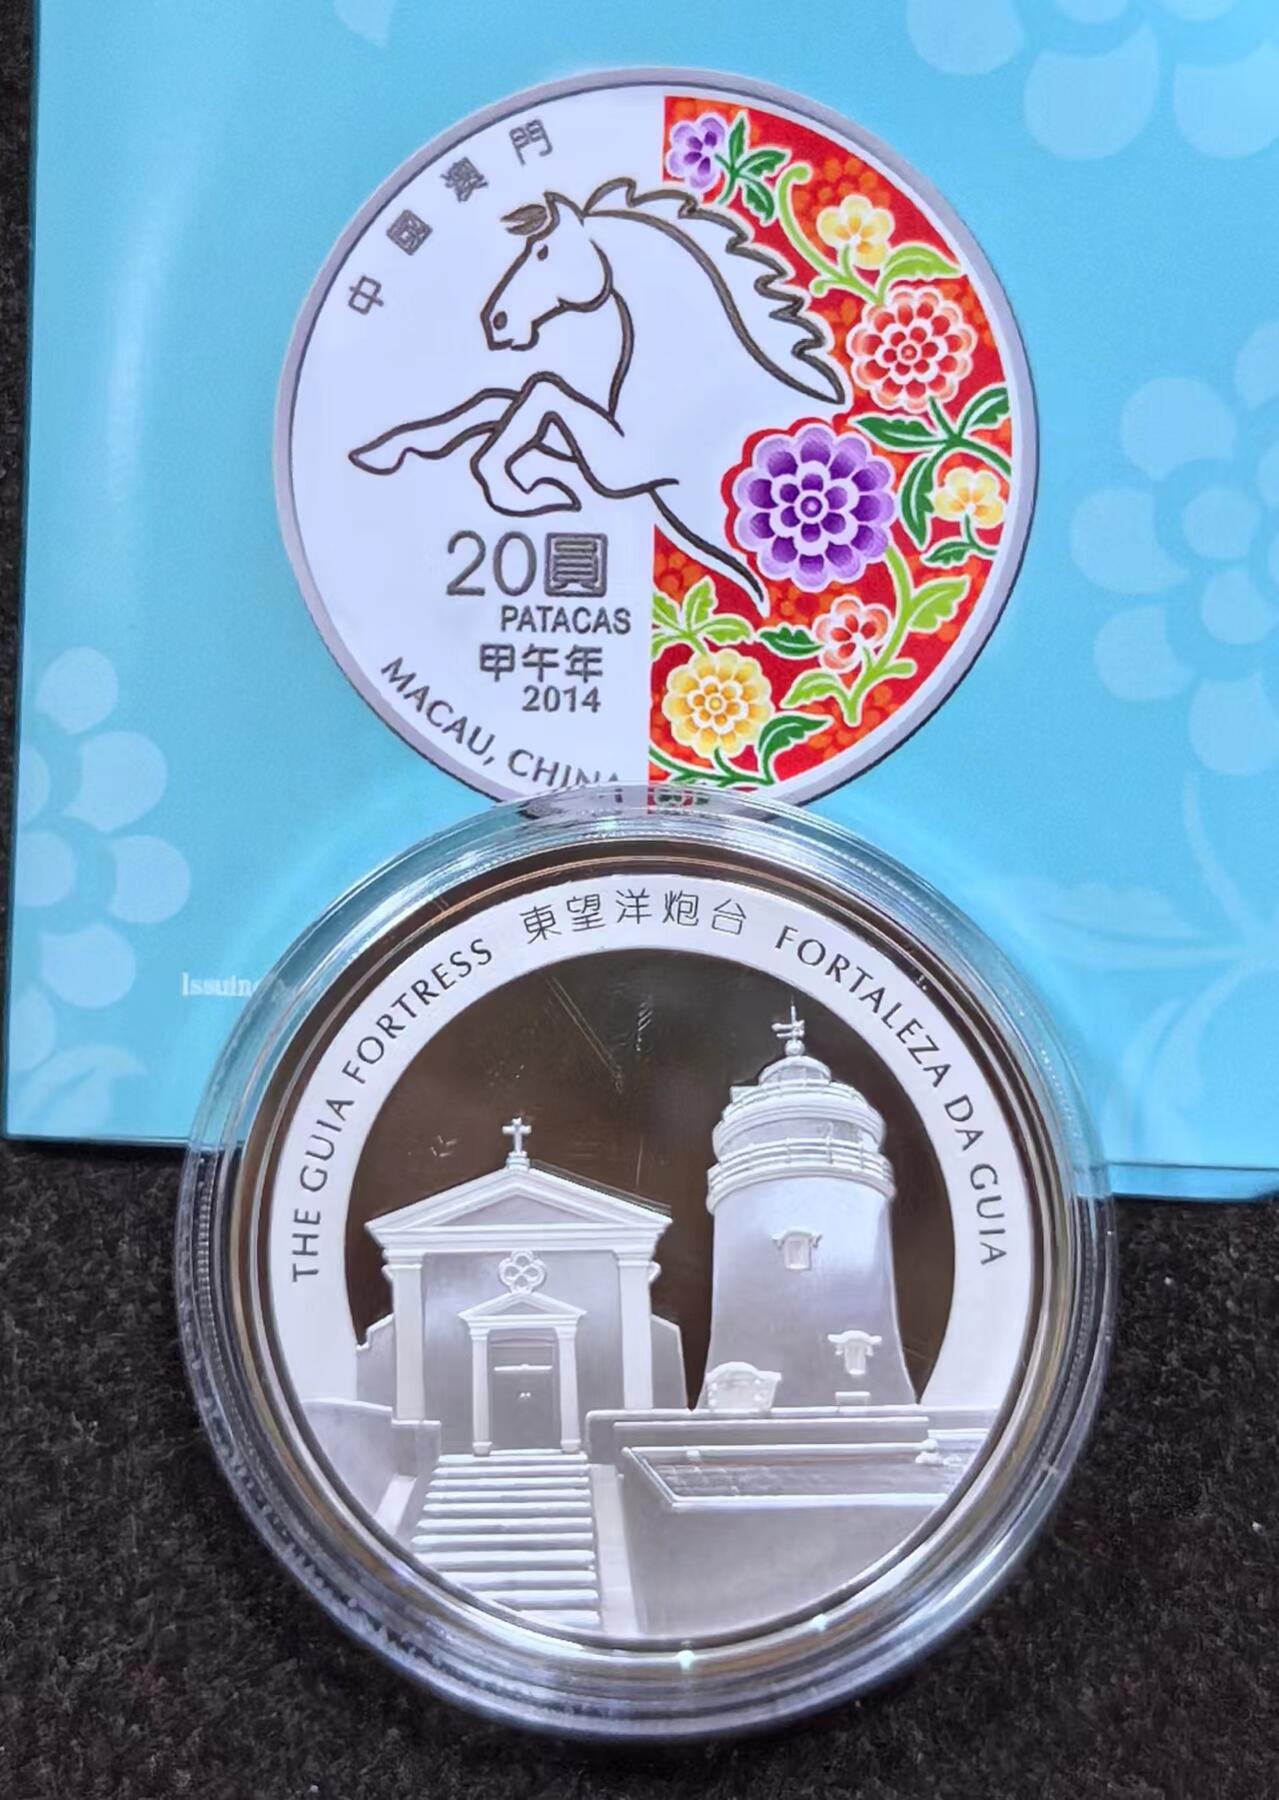 中國澳門
20圓
PATACAS
甲午年
2014
MACAU, CHINA
Issuing
THE GUIA FORTRESS 東望洋炮台 FORTALEZA DA GUIA